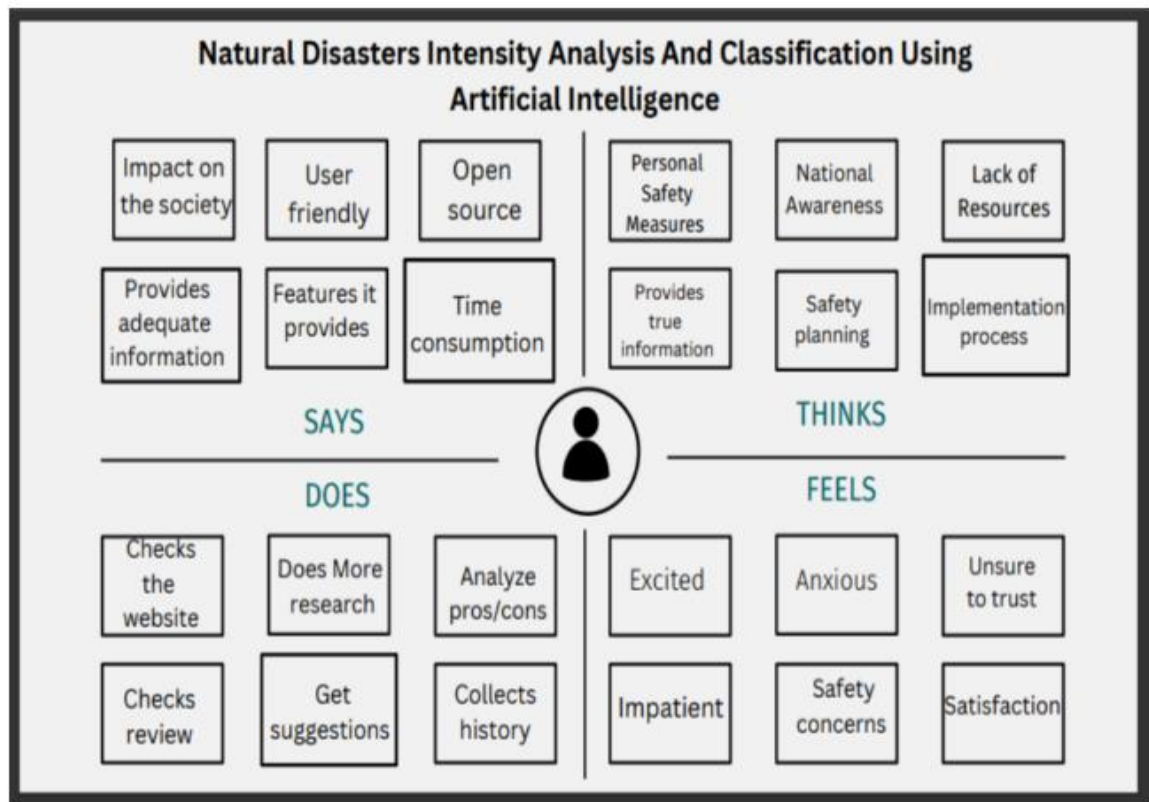 Natural Disasters Intensity Analysis And Classification Using
Artificial Intelligence
Impact on
the society
User
friendly
Open
source
Provides
adequate
information
Features it
provides
Time
consumption
SAYS
Personal
Safety
Measures
National
Awareness
Lack of
Resources
Provides
true
information
Safety
planning
Implementation
process
THINKS
DOES
Checks
the
website
Does More
research
Analyze
pros/cons
Checks
review
Get
suggestions
Collects
history
FEELS
Excited
Anxious
Unsure
to trust
Impatient
Safety
concerns
Satisfaction